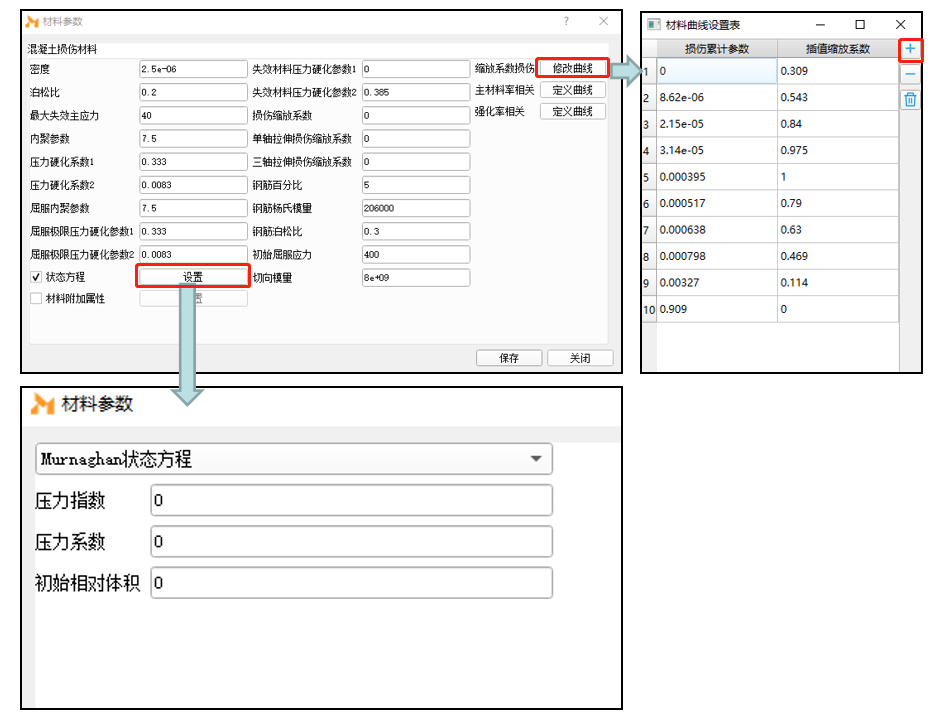 材料参数
混凝土损伤材料
密度 2.5e-06 失效材料压力硬化参数1 0 缩放系数损伤 修改曲线
泊松比 0.2 失效材料压力硬化参数2 0.385 主材料率相关 定义曲线
最大失效主应力 40 损伤缩放系数 0 强化率相关 定义曲线
内聚参数 7.5 单轴拉伸损伤缩放系数 0
压力硬化系数1 0.333 三轴拉伸损伤缩放系数 0
压力硬化系数2 0.0083 钢筋百分比 5
屈服内聚参数 7.5 钢筋杨氏模量 206000
屈服极限压力硬化参数1 0.333 钢筋泊松比 0.3
屈服极限压力硬化参数2 0.0083 初始屈服应力 400
状态方程 设置 切向模量 8e+09
材料附加属性 置
保存 关闭
材料曲线设置表
损伤累计参数 插值缩放系数
1 0 0.309
2 8.62e-06 0.543
3 2.15e-05 0.84
4 3.14e-05 0.975
5 0.000395 1
6 0.000517 0.79
7 0.000638 0.63
8 0.000798 0.469
9 0.00327 0.114
10 0.909 0
材料参数
Murnaghan状态方程
压力指数 0
压力系数 0
初始相对体积 0